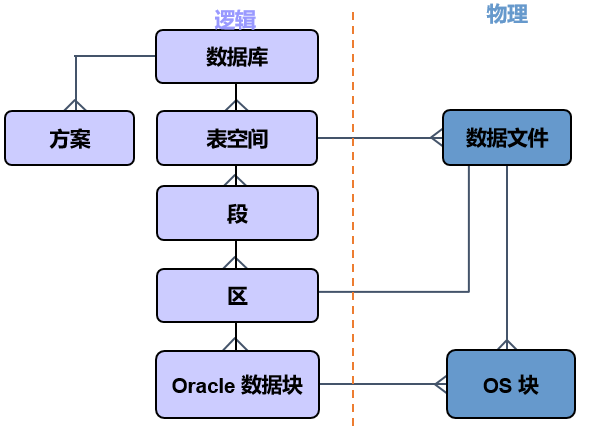 逻辑
物理
数据库
方案
表空间
数据文件
段
区
Oracle 数据块
OS 块